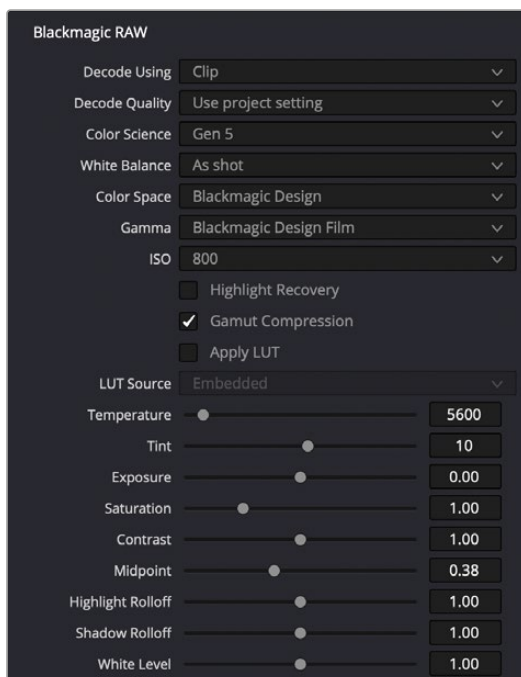 Blackmagic RAW
Decode Using Clip
Decode Quality Use project setting
Color Science Gen 5
White Balance As shot
Color Space Blackmagic Design
Gamma Blackmagic Design Film
ISO 800
Highlight Recovery
Gamut Compression
Apply LUT
LUT Source Embedded
Temperature 5600
Tint 10
Exposure 0.00
Saturation 1.00
Contrast 1.00
Midpoint 0.38
Highlight Rolloff 1.00
Shadow Rolloff 1.00
White Level 1.00